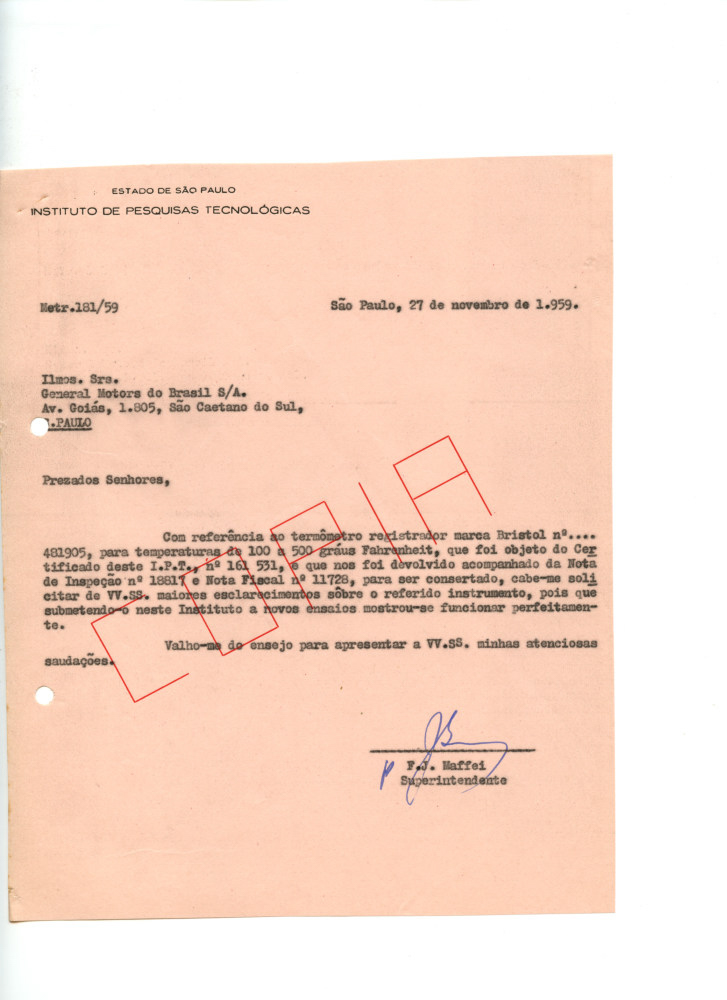 ESTADO DE SÃO PAULO
INSTITUTO DE PESQUISAS TECNOLÓGICAS
Metr.181/59
São Paulo, 27 de novembro de 1.959.
Ilmos. Srs.
General Motors do Brasil S/A.
Av. Goiás, 1.805, São Caetano do Sul,
.PAULO
Prezados Senhores,
Com referência ao termômetro registrador marca Bristol nº....
481905, para temperaturas de 100 a 500 gráus Fahrenheit, que foi objeto do Cer
tificado deste I.P.T., nº 161 531, e que nos foi devolvido acompanhado da Nota
de Inspeção nº 18817 e Nota Fiscal nº 11728, para ser consertado, cabe-me soli
citar de VV.SS. maiores esclarecimentos sôbre o referido instrumento, pois que
submetendo-o neste Instituto a novos ensaios mostrou-se funcionar perfeitamen-
te.
Valho-me do ensejo para apresentar a VV.SS. minhas atenciosas
saudações.
COPIA
F.J. Maffei
Superintendente